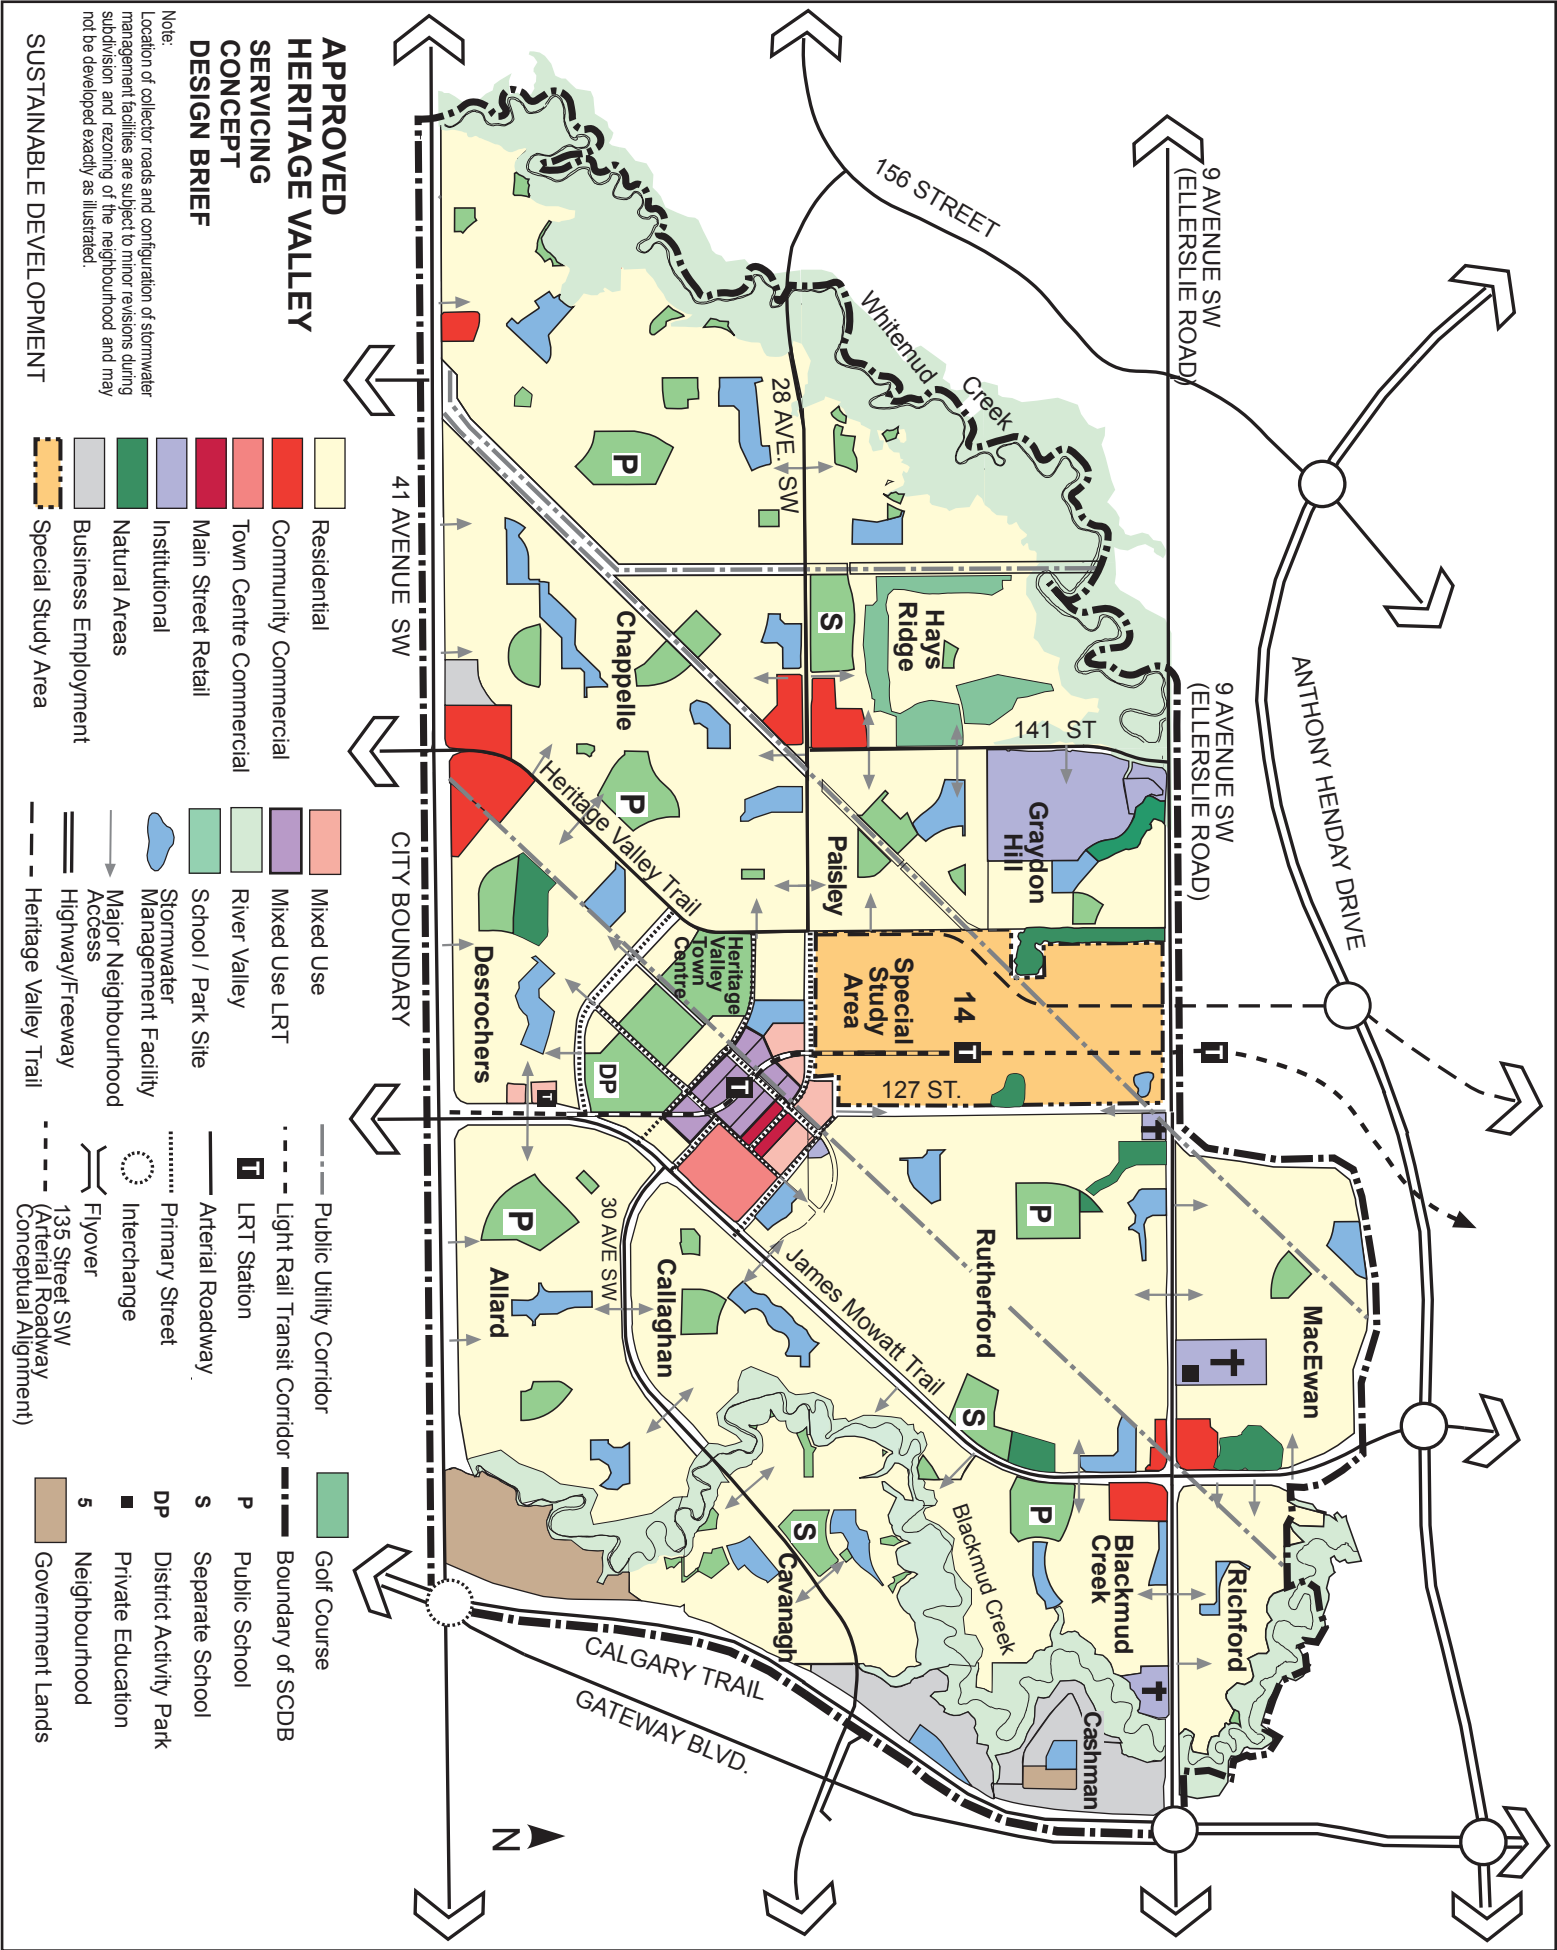 APPROVED
HERITAGE VALLEY
SERVICING
CONCEPT
DESIGN BRIEF
Note:
Location of collector roads and configuration of stormwater
management facilities are subject to minor revisions during
subdivision and rezoning of the neighbourhood and may
not be developed exactly as illustrated.
SUSTAINABLE DEVELOPMENT
Residential
Community Commercial
Town Centre Commercial
Main Street Retail
Institutional
Natural Areas
Business Employment
Special Study Area
Mixed Use
Mixed Use LRT
River Valley
School / Park Site
Stormwater
Management Facility
Major Neighbourhood
Access
Highway/Freeway
Heritage Valley Trail
Public Utility Corridor
Light Rail Transit Corridor
T
LRT Station
Arterial Roadway
Primary Street
Interchange
Flyover
135 Street SW
(Arterial Roadway
Conceptual Alignment)
Golf Course
Boundary of SCDB
P
Public School
S
Separate School
DP
District Activity Park
Private Education
5
Neighbourhood
Government Lands
9 AVENUE SW
(ELLERSLIE ROAD)
9 AVENUE SW
(ELLERSLIE ROAD)
ANTHONY HENDAY DRIVE
156 STREET
Whitemud
Creek
28 AVE. SW
P
S
Hays
Ridge
141 ST
Graydon
Hill
Paisley
Chappelle
P
Heritage Valley Trail
Heritage
Valley
Town
Centre
Special
Study
Area
14
T
T
127 ST.
T
DP
T
Desrochers
41 AVENUE SW
CITY BOUNDARY
P
Allard
30 AVE SW
Callaghan
James Mowatt Trail
Rutherford
P
S
MacEwan
P
Blackmud
Creek
Richford
Blackmud Creek
S
Cavanagh
Cashman
CALGARY TRAIL
GATEWAY BLVD.
N